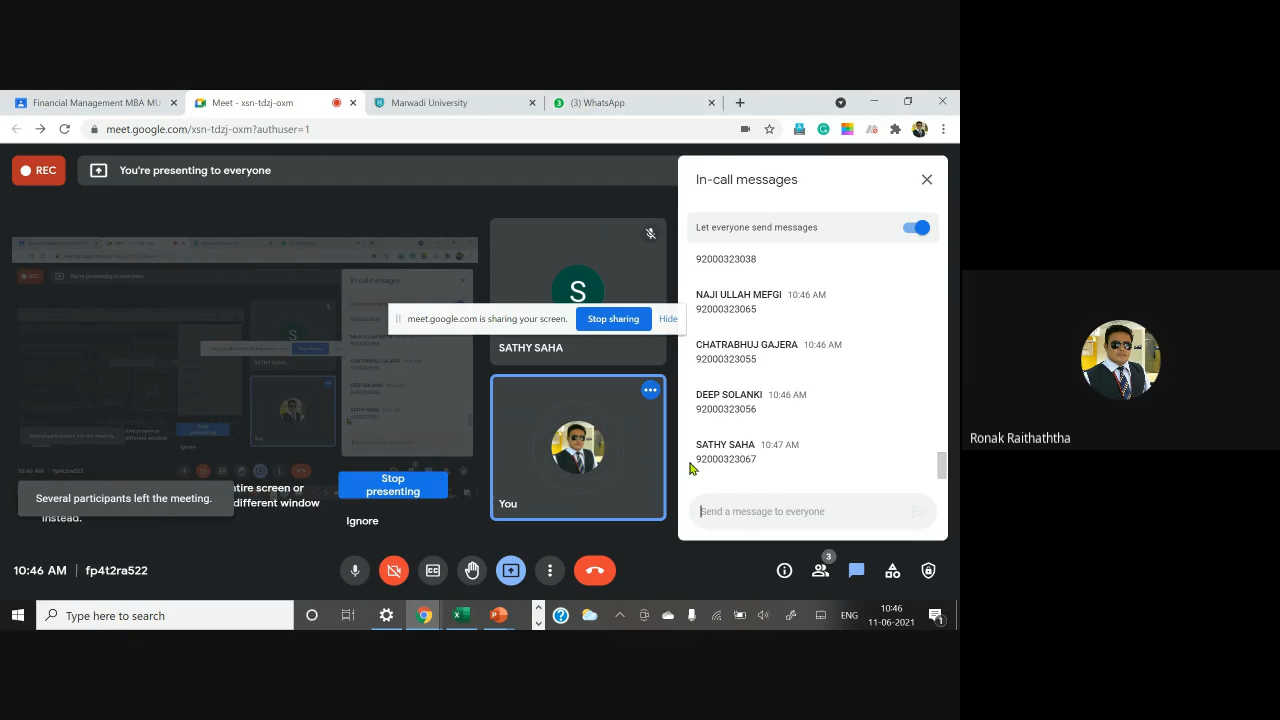 Financial Management MBA MU
Meet - xsn-tdzj-oxm
Marwadi University
(3) WhatsApp
meet.google.com/xsn-tdzj-oxm?authuser=1
REC
You're presenting to everyone
In-call messages
Let everyone send messages
92000323038
NAJI ULLAH MEFGI 10:46 AM
92000323065
CHATRABHUJ GAJERA 10:46 AM
92000323055
DEEP SOLANKI 10:46 AM
92000323056
SATHY SAHA 10:47 AM
92000323067
Send a message to everyone
S
meet.google.com is sharing your screen.
Stop sharing
Hide
SATHY SAHA
You
Several participants left the meeting.
entire screen or
different window
instead.
Stop
presenting
Ignore
10:46 AM | fp4t2ra522
3
Type here to search
ENG
10:46
11-06-2021
1
Ronak Raithaththa